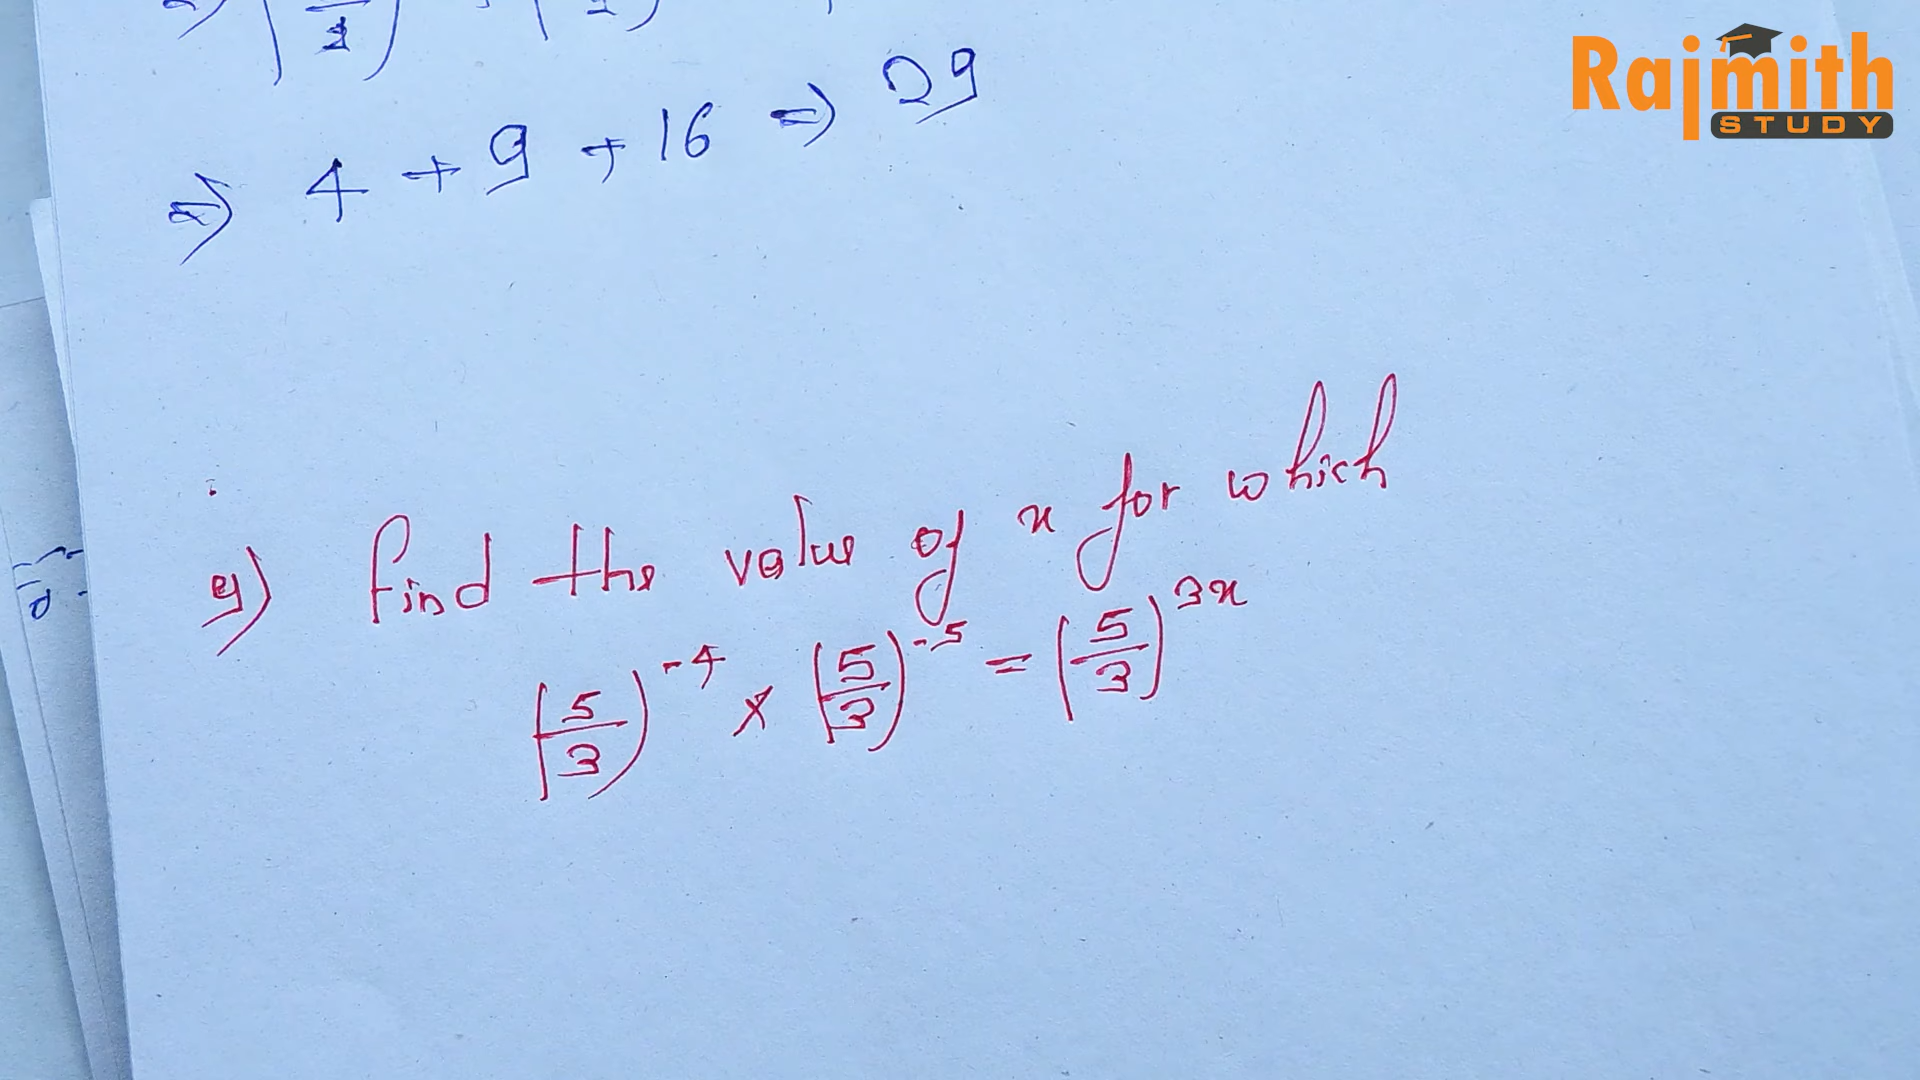 Rajmith
STUDY
⇒ 4 + 9 + 16 ⇒ 29
9) find the value of x for which
(5/3)^-4 × (5/3)^-5 = (5/3)^3x